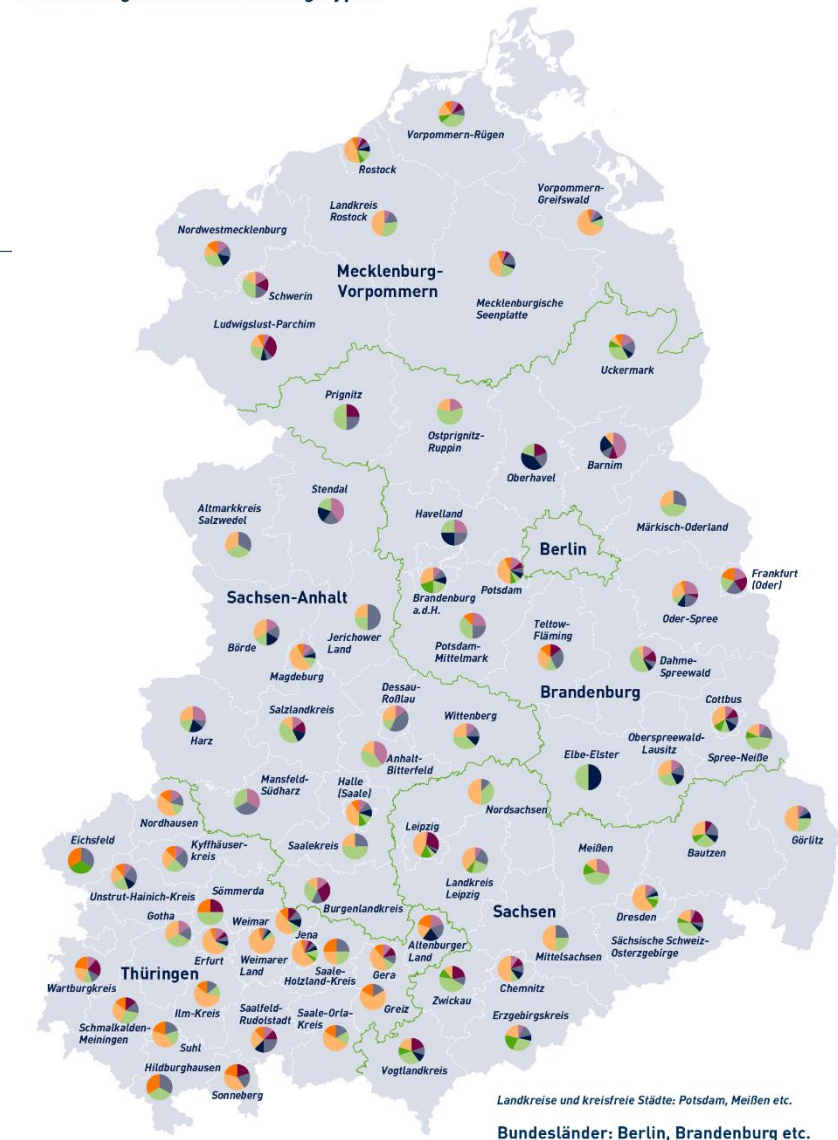 Vorpommern-Rügen
Rostock
Vorpommern-
Greifswald
Landkreis
Rostock
Nordwestmecklenburg
Mecklenburg-
Vorpommern
Schwerin
Mecklenburgische
Seenplatte
Ludwigslust-Parchim
Uckermark
Prignitz
Ostprignitz-
Ruppin
Oberhavel
Barnim
Stendal
Altmarkkreis
Salzwedel
Havelland
Märkisch-Oderland
Berlin
Brandenburg
a.d.H.
Potsdam
Frankfurt
(Oder)
Sachsen-Anhalt
Oder-Spree
Jerichower
Land
Börde
Potsdam-
Mittelmark
Teltow-
Fläming
Magdeburg
Dahme-
Spreewald
Dessau-
Roßlau
Brandenburg
Salzlandkreis
Wittenberg
Cottbus
Harz
Oberspreewald-
Lausitz
Spree-Neiße
Anhalt-
Bitterfeld
Elbe-Elster
Mansfeld-
Südharz
Halle
(Saale)
Nordsachsen
Nordhausen
Leipzig
Görlitz
Eichsfeld
Kyffhäuser-
kreis
Saalekreis
Meißen
Bautzen
Landkreis
Leipzig
Unstrut-Hainich-Kreis
Sömmerda
Burgenlandkreis
Sachsen
Dresden
Gotha
Weimar
Jena
Altenburger
Land
Sächsische Schweiz-
Osterzgebirge
Erfurt
Weimarer
Land
Mittelsachsen
Thüringen
Saale-
Holzland-Kreis
Gera
Wartburgkreis
Zwickau
Chemnitz
Ilm-Kreis
Greiz
Saalfeld-
Rudolstadt
Saale-Orla-
Kreis
Erzgebirgskreis
Schmalkalden-
Meiningen
Suhl
Hildburghausen
Vogtlandkreis
Sonneberg
Landkreise und kreisfreie Städte: Potsdam, Meißen etc.
Bundesländer: Berlin, Brandenburg etc.